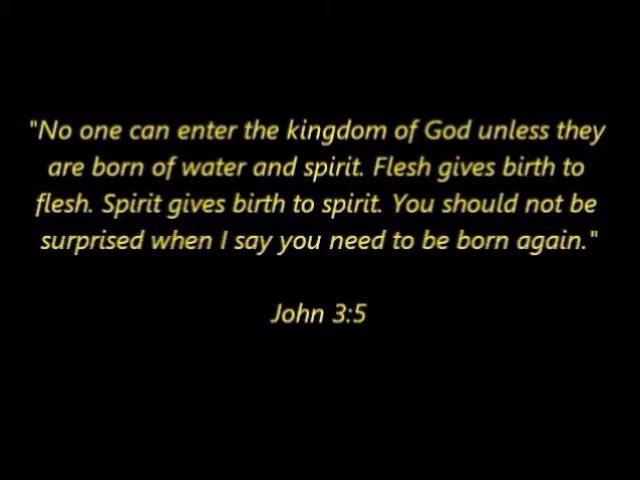 "No one can enter the kingdom of God unless they
are born of water and spirit. Flesh gives birth to
flesh. Spirit gives birth to spirit. You should not be
surprised when I say you need to be born again."
John 3:5